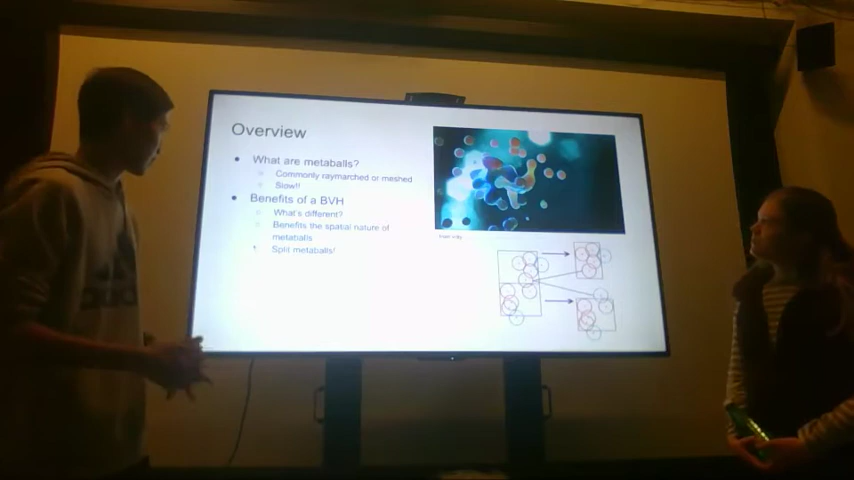 Overview
What are metaballs?
Commonly raymarched or meshed
Slow!!
Benefits of a BVH
What's different?
Benefits the spatial nature of
metaballs
Split metaballs!